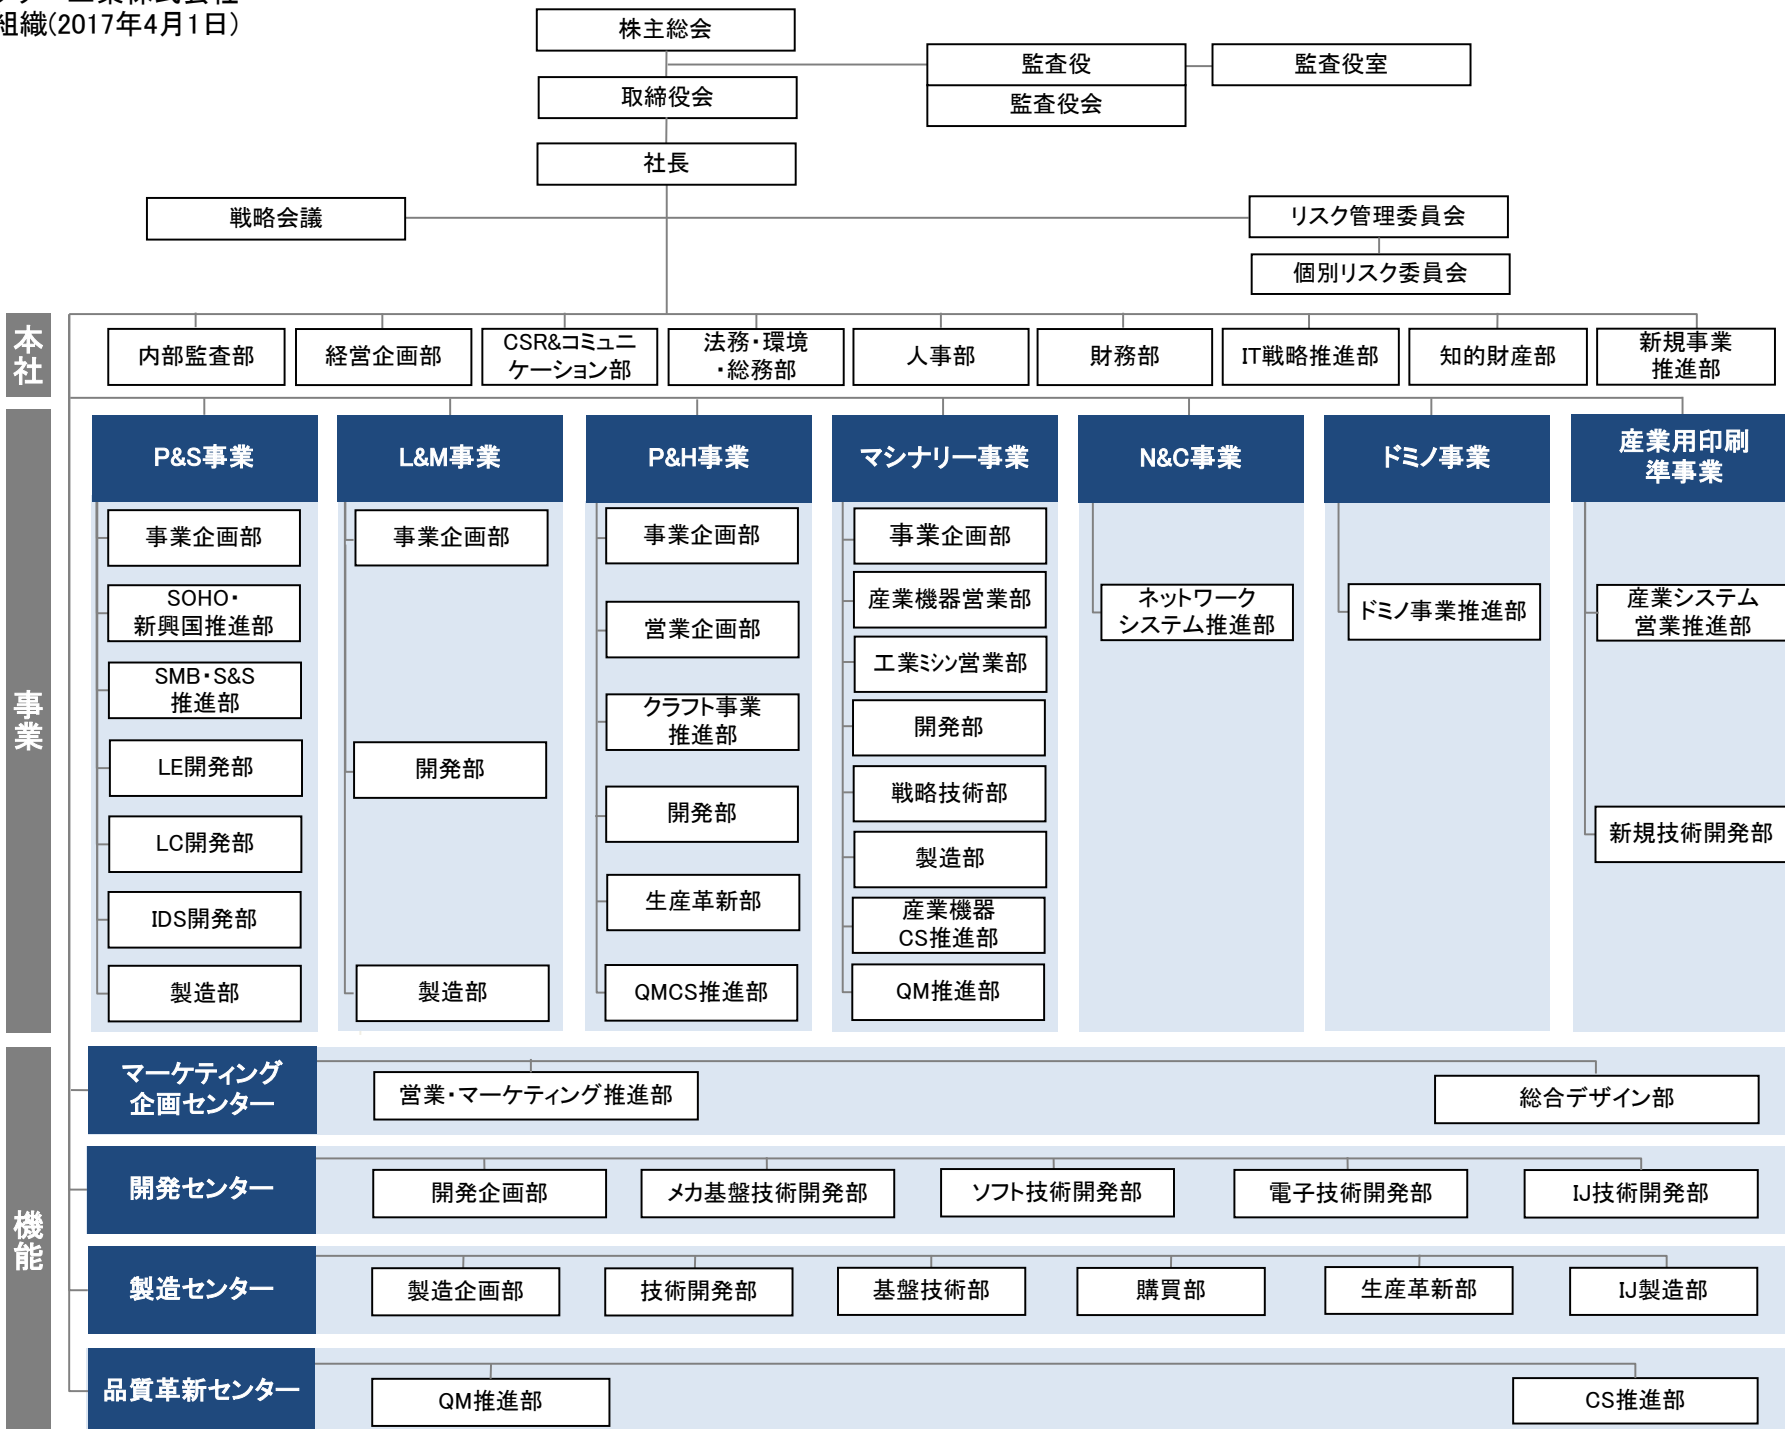 工業株式会社
組織(2017年4月1日)
株主総会
監査役
監査役室
取締役会
監査役会
社長
戦略会議
リスク管理委員会
個別リスク委員会
本社
内部監査部
経営企画部
CSR&コミュニ
ケーション部
法務・環境
・総務部
人事部
財務部
IT戦略推進部
知的財産部
新規事業
推進部
事業
P&S事業
L&M事業
P&H事業
マシナリー事業
N&C事業
ドミノ事業
産業用印刷
準事業
事業企画部
SOHO・
新興国推進部
SMB・S&S
推進部
LE開発部
LC開発部
IDS開発部
製造部
事業企画部
開発部
製造部
事業企画部
営業企画部
クラフト事業
推進部
開発部
生産革新部
QMCS推進部
事業企画部
産業機器営業部
工業ミシン営業部
開発部
戦略技術部
製造部
産業機器
CS推進部
QM推進部
ネットワーク
システム推進部
ドミノ事業推進部
産業システム
営業推進部
新規技術開発部
機能
マーケティング
企画センター
営業・マーケティング推進部
総合デザイン部
開発センター
開発企画部
メカ基盤技術開発部
ソフト技術開発部
電子技術開発部
IJ技術開発部
製造センター
製造企画部
技術開発部
基盤技術部
購買部
生産革新部
IJ製造部
品質革新センター
QM推進部
CS推進部